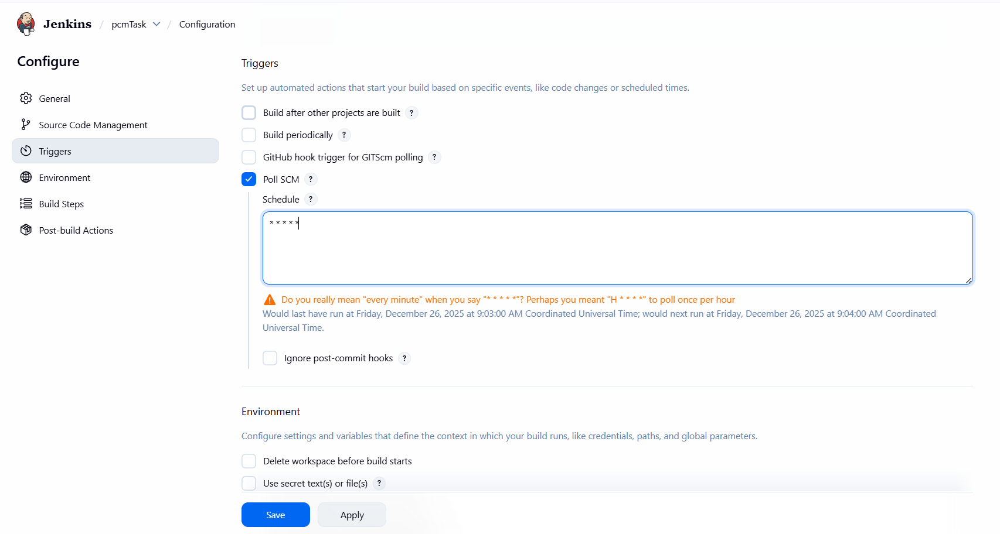 Jenkins / pcmTask / Configuration
Configure
General
Source Code Management
Triggers
Environment
Build Steps
Post-build Actions
Triggers
Set up automated actions that start your build based on specific events, like code changes or scheduled times.
Build after other projects are built ?
Build periodically ?
GitHub hook trigger for GITScm polling ?
Poll SCM ?
Schedule ?
* * * * *
Do you really mean "every minute" when you say "* * * * *"? Perhaps you meant "H * * * *" to poll once per hour
Would last have run at Friday, December 26, 2025 at 9:03:00 AM Coordinated Universal Time; would next run at Friday, December 26, 2025 at 9:04:00 AM Coordinated
Universal Time.
Ignore post-commit hooks ?
Environment
Configure settings and variables that define the context in which your build runs, like credentials, paths, and global parameters.
Delete workspace before build starts
Use secret text(s) or file(s) ?
Save Apply